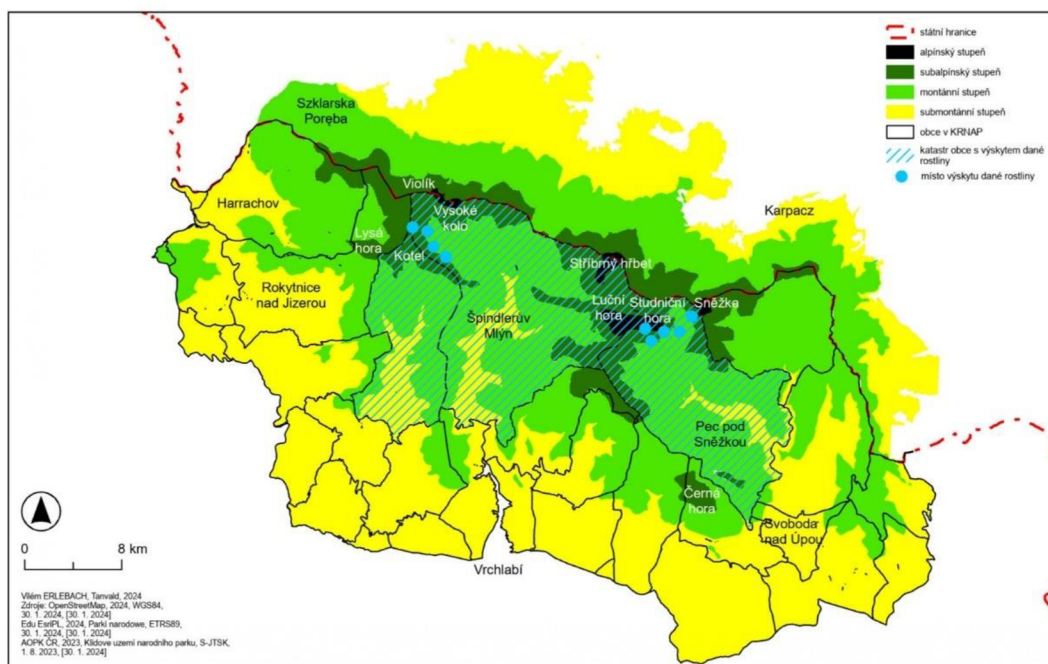 státní hranice
alpínský stupeň
subalpínský stupeň
montánní stupeň
submontánní stupeň
obce v KRNAP
katastr obce s výskytem dané
rostliny
místo výskytu dané rostliny
Szklarska
Poręba
Violík
Vysoké
kolo
Harrachov
Lysá
hora
Kotel
Karpacz
Stříbrný hřbet
Rokytnice
nad Jizerou
Luční
hora
Studniční
hora
Sněžka
Špindlerův
Mlýn
Pec pod
Sněžkou
Černá
hora
Svoboda
nad Úpou
Vrchlabí
0 8 km
Vilém ERLEBACH, Tanvald, 2024
Zdroje: OpenStreetMap, 2024, WGS84,
30. 1. 2024, [30. 1. 2024]
Edu EsriPL, 2024, Parki narodowe, ETRS89,
30. 1. 2024, [30. 1. 2024]
AOPK ČR, 2023, Klidove uzemi narodního parku, S-JTSK,
1. 8. 2023, [30. 1. 2024]